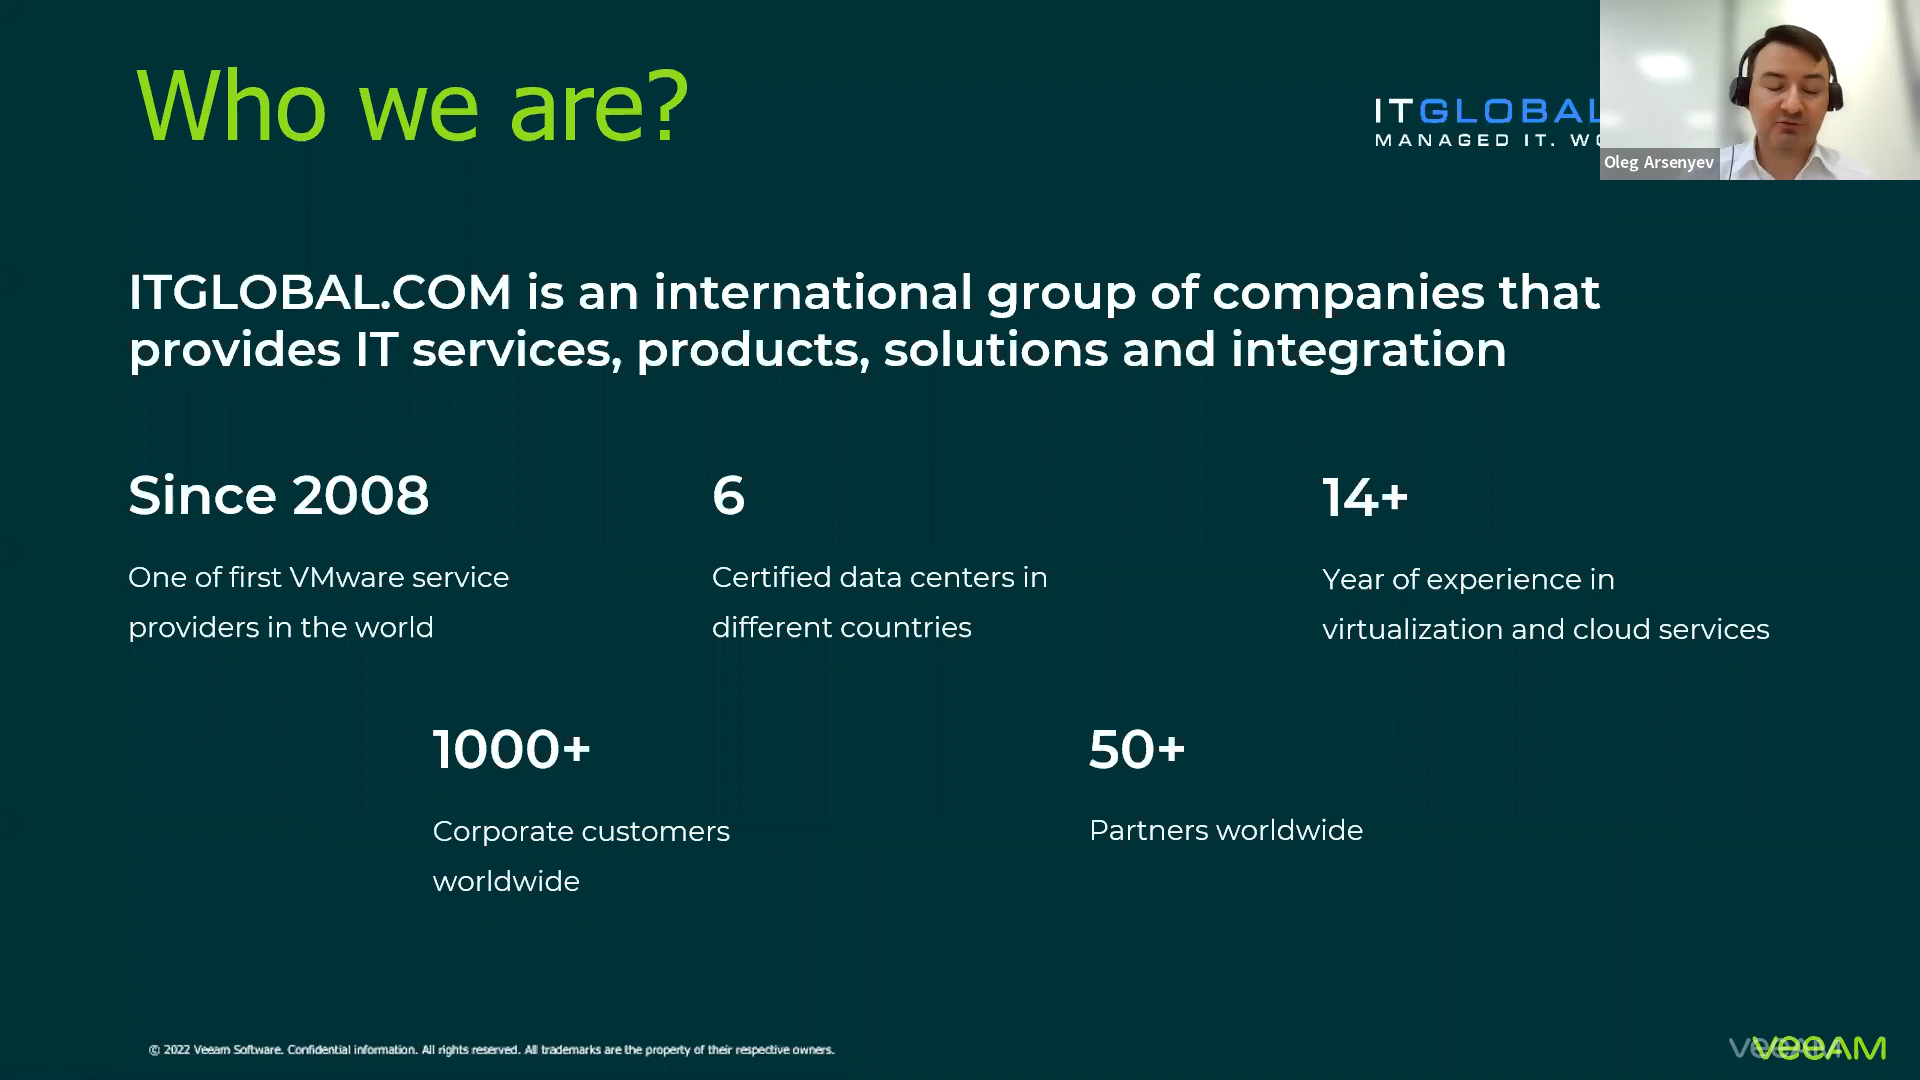 Who we are?
ITGLOBAL
MANAGED IT.
Oleg Arsenyev
ITGLOBAL.COM is an international group of companies that
provides IT services, products, solutions and integration
Since 2008
One of first VMware service
providers in the world
6
Certified data centers in
different countries
14+
Year of experience in
virtualization and cloud services
1000+
Corporate customers
worldwide
50+
Partners worldwide
© 2022 Veeam Software. Confidential information. All rights reserved. All trademarks are the property of their respective owners.
veeAM